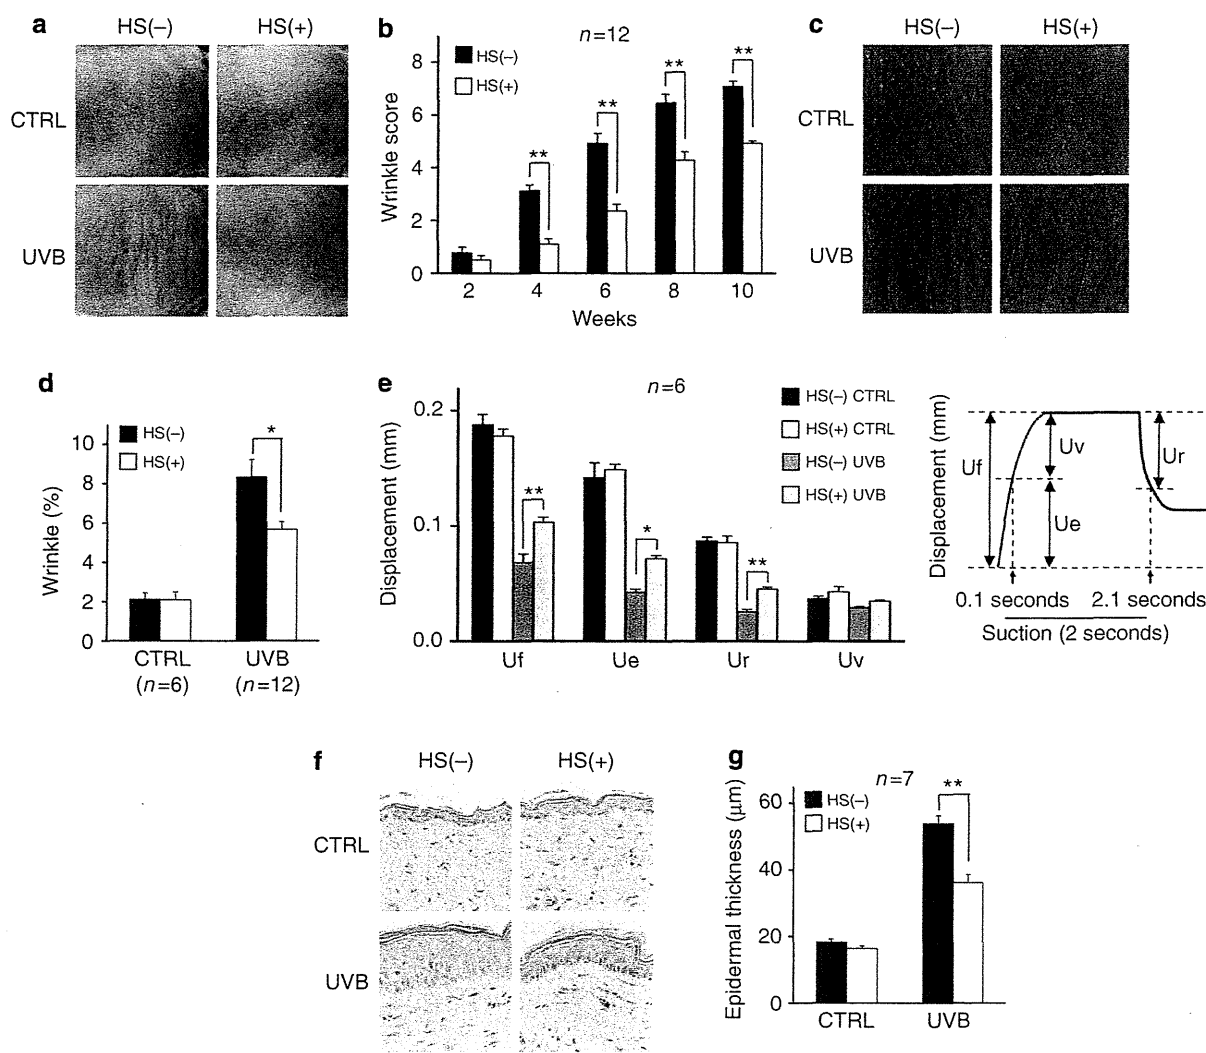 a
HS(–) HS(+)
CTRL
UVB
b
n=12
HS(–)
HS(+)
Wrinkle score
8
6
4
2
0
** ** ** **
2 4 6 8 10
Weeks
c
HS(–) HS(+)
CTRL
UVB
d
HS(–)
HS(+)
Wrinkle (%)
10
8
6
4
2
0
*
CTRL UVB
(n=6) (n=12)
e
n=6
HS(–) CTRL
HS(+) CTRL
HS(–) UVB
HS(+) UVB
Displacement (mm)
0.2
0.1
0.0
** * **
Uf Ue Ur Uv
Displacement (mm)
Uf
Uv
Ue
Ur
0.1 seconds 2.1 seconds
Suction (2 seconds)
f
HS(–) HS(+)
CTRL
UVB
g
n=7
HS(–)
HS(+)
Epidermal thickness (μm)
60
40
20
0
**
CTRL UVB